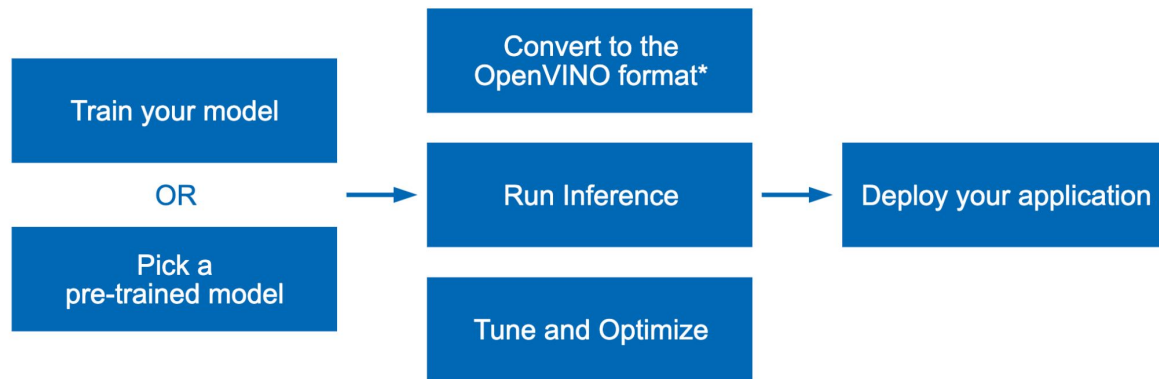 Train your model
OR
Pick a
pre-trained model
Convert to the
OpenVINO format*
Run Inference
Tune and Optimize
Deploy your application